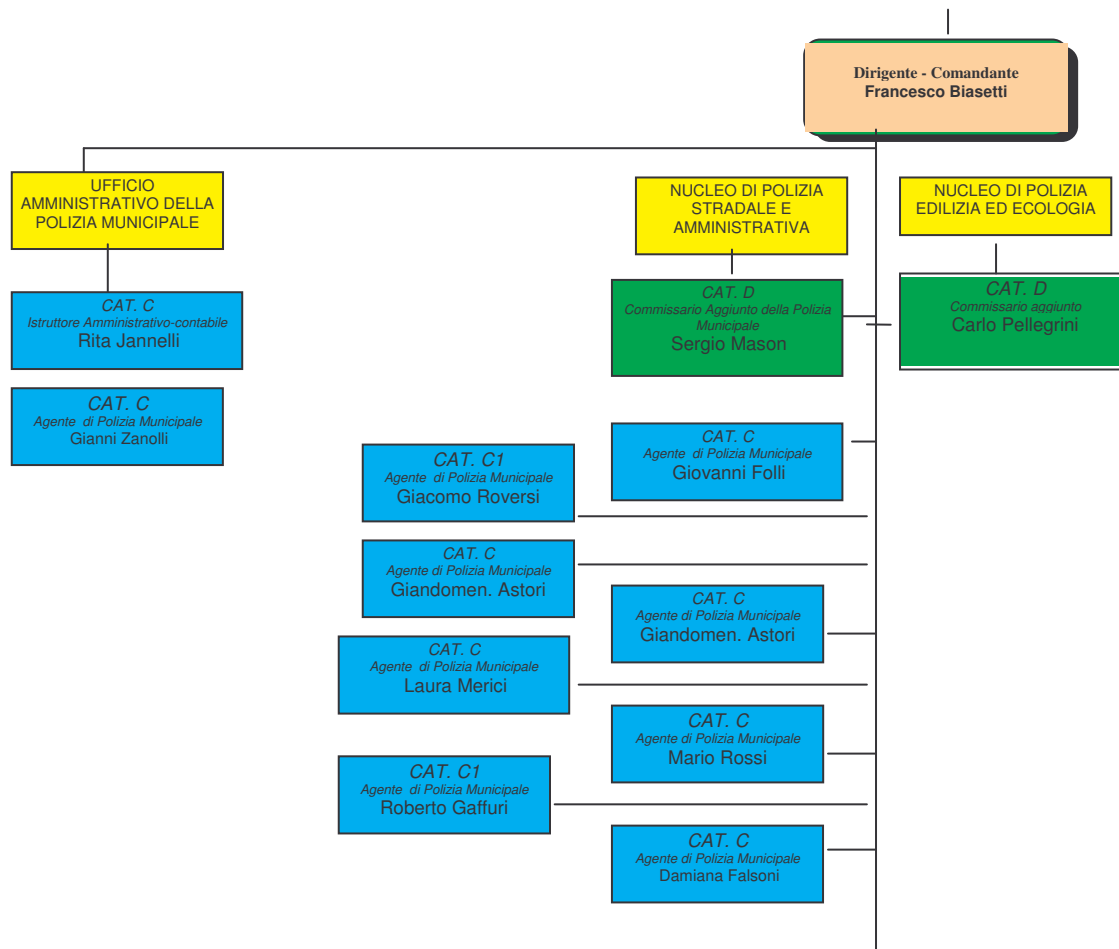 Dirigente - Comandante
Francesco Biasetti
UFFICIO
AMMINISTRATIVO DELLA
POLIZIA MUNICIPALE
NUCLEO DI POLIZIA
STRADALE E
AMMINISTRATIVA
NUCLEO DI POLIZIA
EDILIZIA ED ECOLOGIA
CAT. C
Istruttore Amministrativo-contabile
Rita Jannelli
CAT. D
Commissario Aggiunto della Polizia
Municipale
Sergio Mason
CAT. D
Commissario aggiunto
Carlo Pellegrini
CAT. C
Agente di Polizia Municipale
Gianni Zanolli
CAT. C
Agente di Polizia Municipale
Giovanni Folli
CAT. C1
Agente di Polizia Municipale
Giacomo Roversi
CAT. C
Agente di Polizia Municipale
Giandomen. Astori
CAT. C
Agente di Polizia Municipale
Giandomen. Astori
CAT. C
Agente di Polizia Municipale
Laura Merici
CAT. C
Agente di Polizia Municipale
Mario Rossi
CAT. C1
Agente di Polizia Municipale
Roberto Gaffuri
CAT. C
Agente di Polizia Municipale
Damiana Falsoni